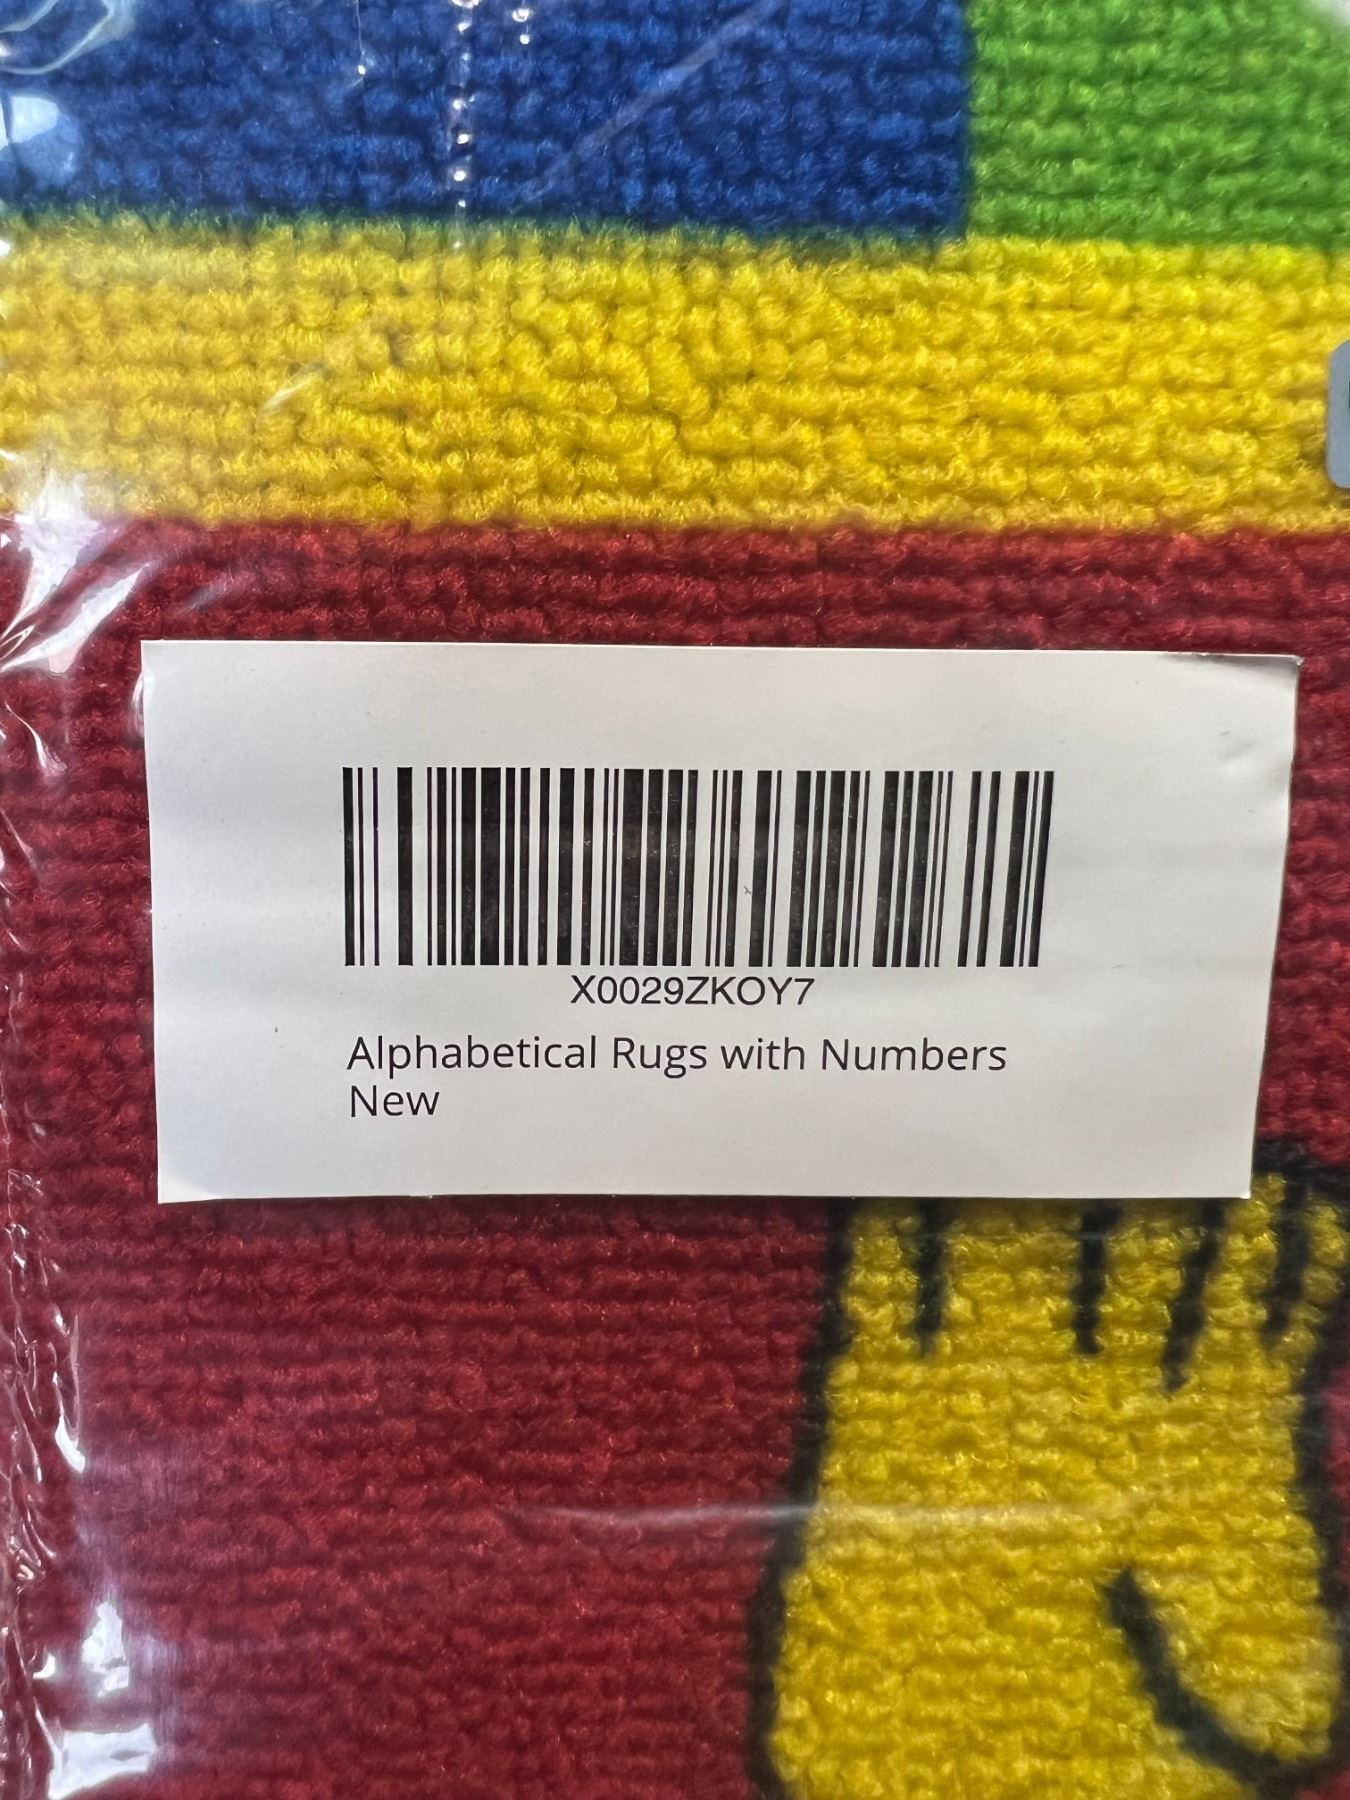 X0029ZKOY7
Alphabetical Rugs with Numbers
New